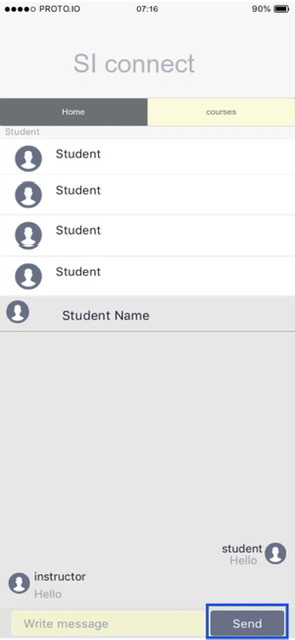 PROTO.IO 07:16 90%
SI connect
Home courses
Student
Student
Student
Student
Student
Student Name
student
Hello
instructor
Hello
Write message Send